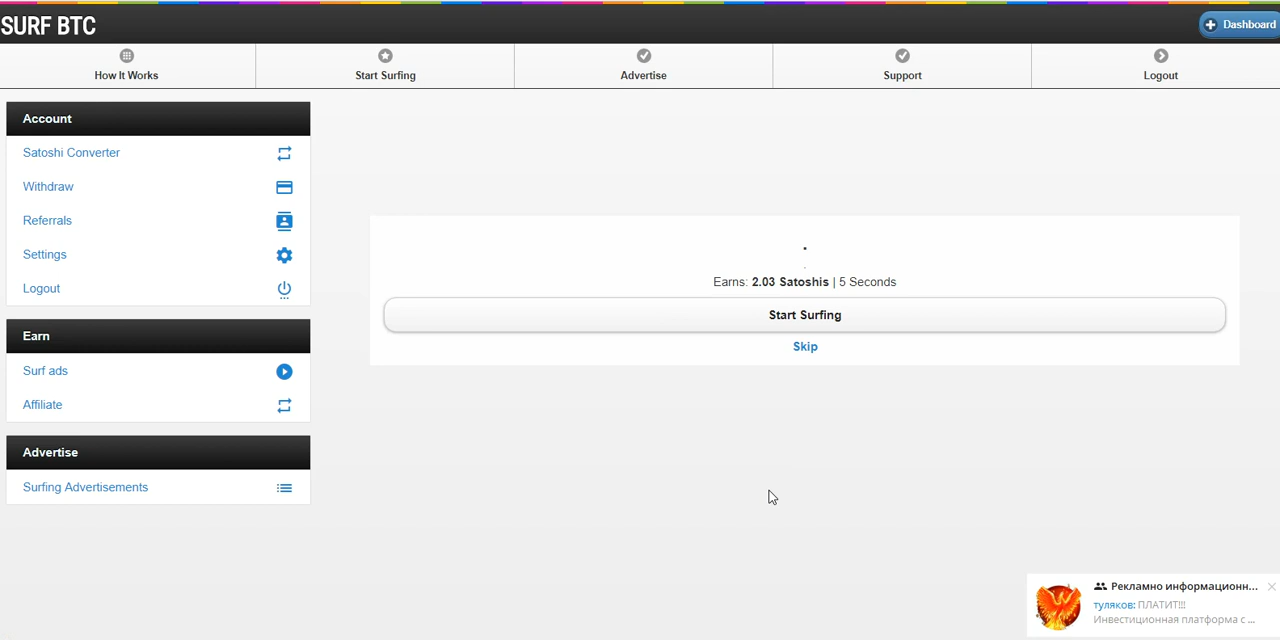 SURF BTC
Dashboard
How It Works
Start Surfing
Advertise
Support
Logout
Account
Satoshi Converter
Withdraw
Referrals
Settings
Logout
Earn
Surf ads
Affiliate
Advertise
Surfing Advertisements
Earns: 2.03 Satoshis | 5 Seconds
Start Surfing
Skip
Рекламно информационн...
туляков: ПЛАТИТ!!!
Инвестиционная платформа с ...